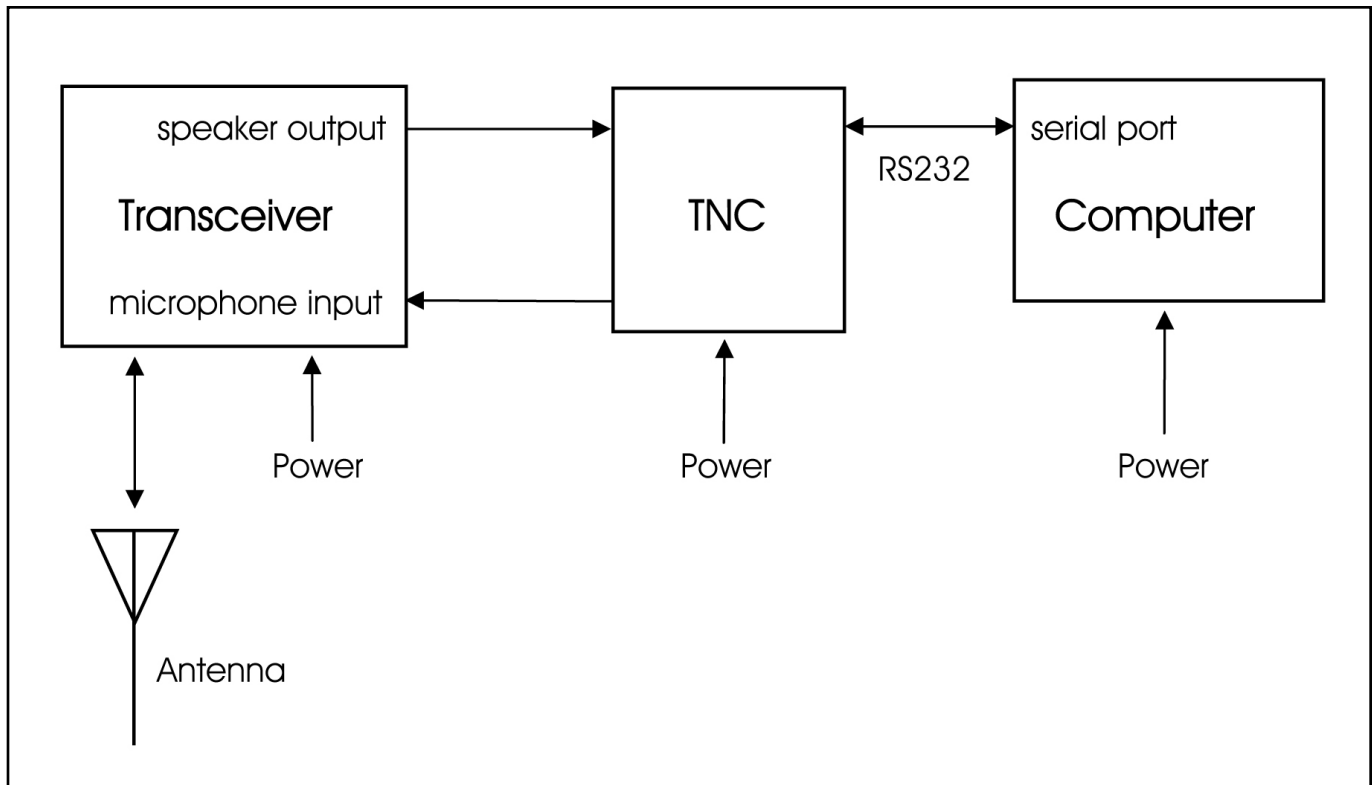 speaker output
Transceiver
microphone input
TNC
RS232
serial port
Computer
Power
Power
Power
Antenna